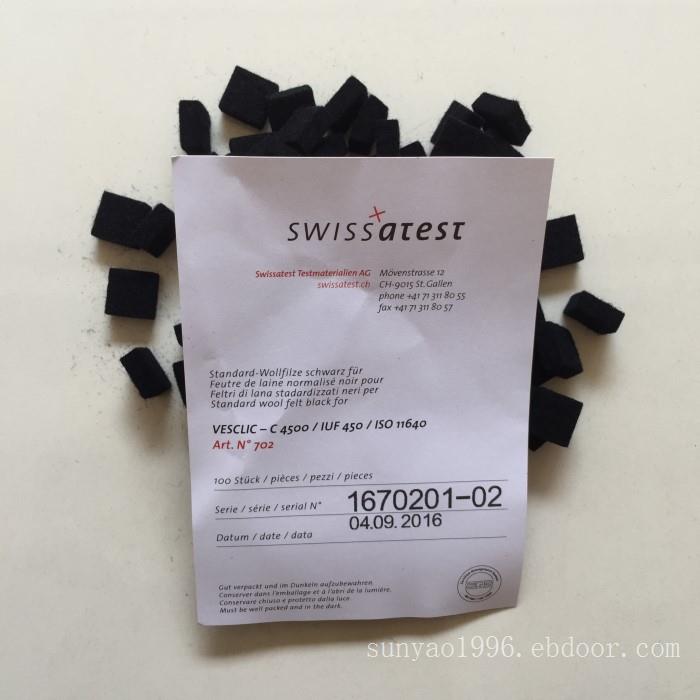 SWISSatest
Swissatest Testmaterialien AG Mövenstrasse 12
swissatest.ch CH-9015 St.Gallen
phone +41 71 311 80 55
fax +41 71 311 80 57
Standard-Wollfilze schwarz für
Feutre de laine normalisé noir pour
Feltri di lana stadardizzati neri per
Standard wool felt black for
VESCLIC – C 4500 / IUF 450 / ISO 11640
Art. N° 702
100 Stück / pièces / pezzi / pieces
Serie / série / serial N° 1670201-02
04.09.2016
Datum / date / data
Gut verpackt und im Dunkeln aufzubewahren.
Conserver dans l'emballage et à l'abri de la lumière.
Conservare chiuso e protetto dalla luce.
Must be well packed and in the dark.
sunyao1996.ebdoor.com